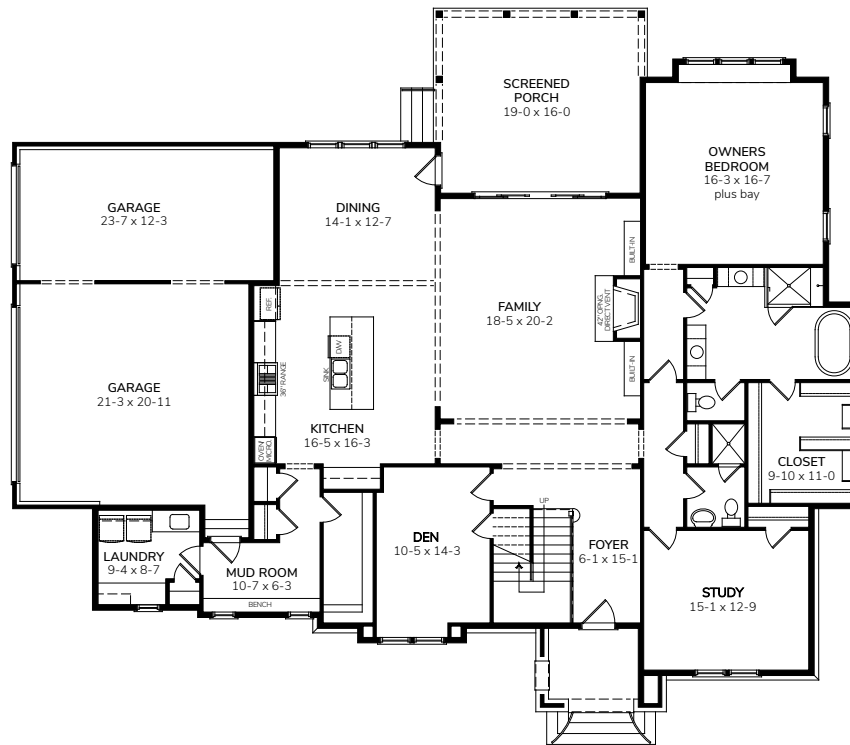 SCREENED
PORCH
19-0 x 16-0
OWNERS
BEDROOM
16-3 x 16-7
plus bay
GARAGE
23-7 x 12-3
DINING
14-1 x 12-7
BUILT-IN
FAMILY
18-5 x 20-2
42" OPNG.
DIRECT VENT
REF.
D/W
SINK
36" RANGE
BUILT-IN
GARAGE
21-3 x 20-11
KITCHEN
16-5 x 16-3
OVEN/
MICRO.
CLOSET
9-10 x 11-0
UP
DEN
10-5 x 14-3
FOYER
6-1 x 15-1
LAUNDRY
9-4 x 8-7
MUD ROOM
10-7 x 6-3
BENCH
STUDY
15-1 x 12-9